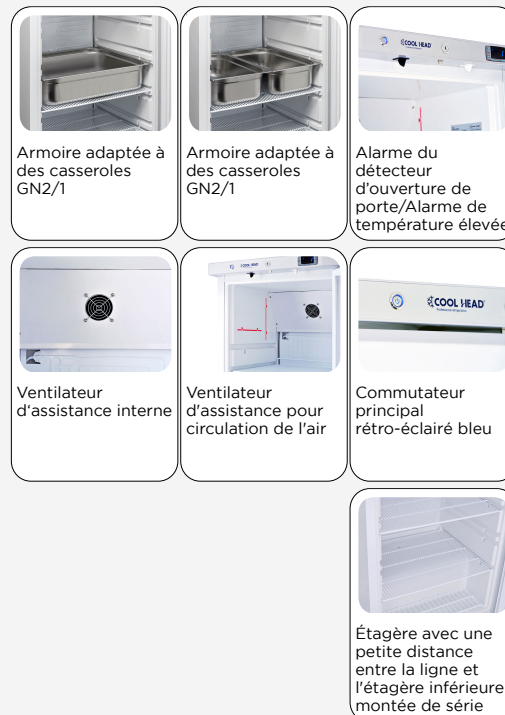 Armoire adaptée à
des casseroles
GN2/1
Armoire adaptée à
des casseroles
GN2/1
COOL HEAD
Alarme du
détecteur
d’ouverture de
porte/Alarme de
température élevée
Ventilateur
d‘assistance interne
Ventilateur
d'assistance pour
circulation de l'air
COOL HEAD
Commutateur
principal
rétro-éclairé bleu
Étagère avec une
petite distance
entre la ligne et
l'étagère inférieure
montée de série